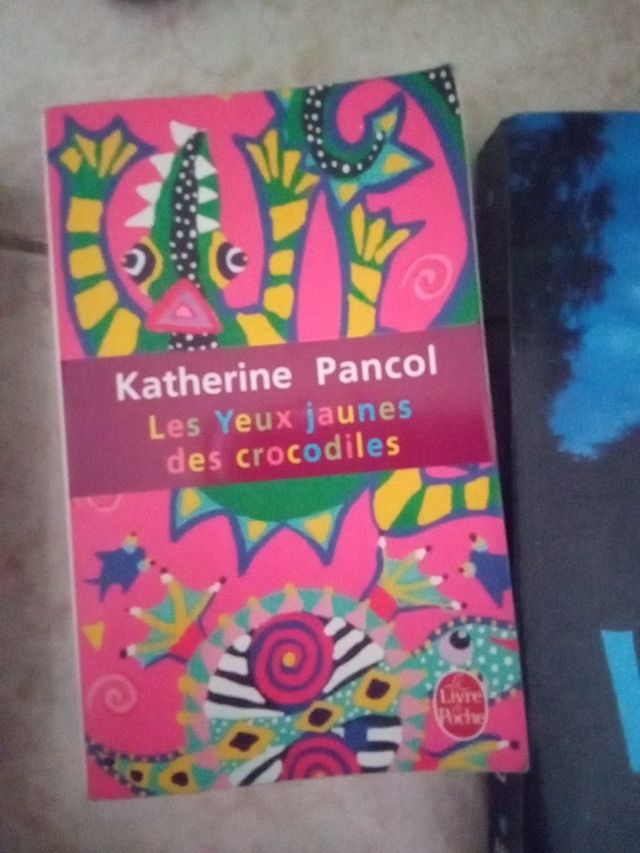 Katherine Pancol
Les Yeux jaunes
des crocodiles
Le
Livre
de
Poche